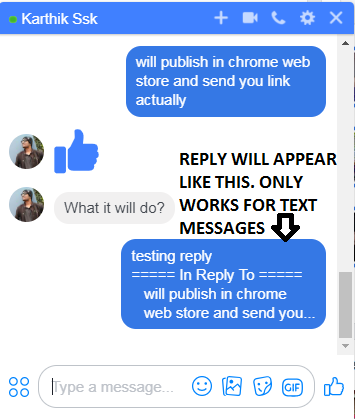 Karthik Ssk
will publish in chrome web
store and send you link
actually
REPLY WILL APPEAR
LIKE THIS. ONLY
WORKS FOR TEXT
MESSAGES
What it will do?
testing reply
===== In Reply To =====
will publish in chrome
web store and send you...
Type a message...
GIF